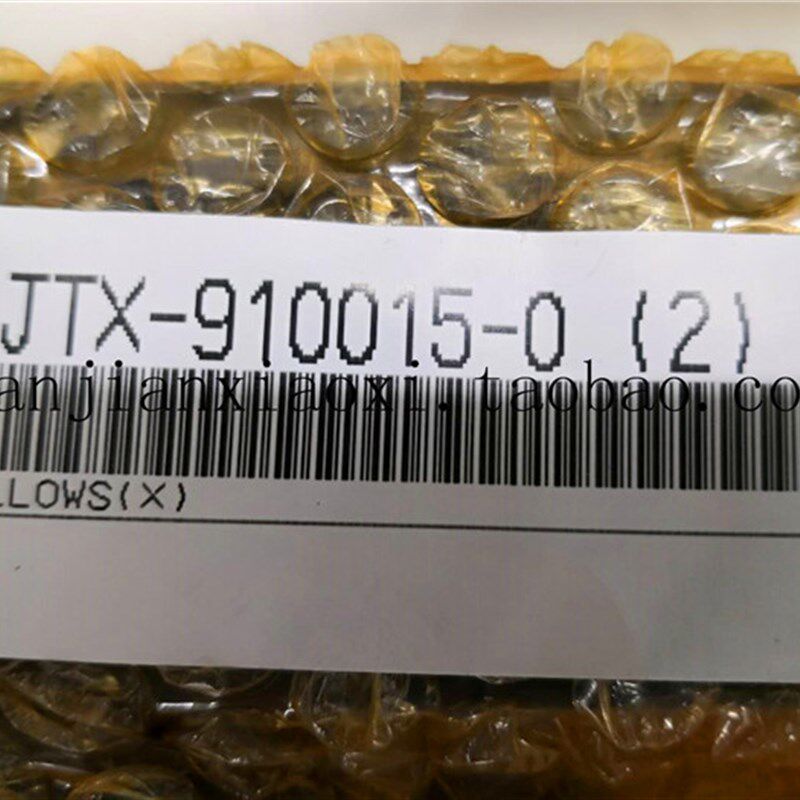 JTX-910015-0 (2)
anjianxiaoxi.taobao.co
LLOWS(X)